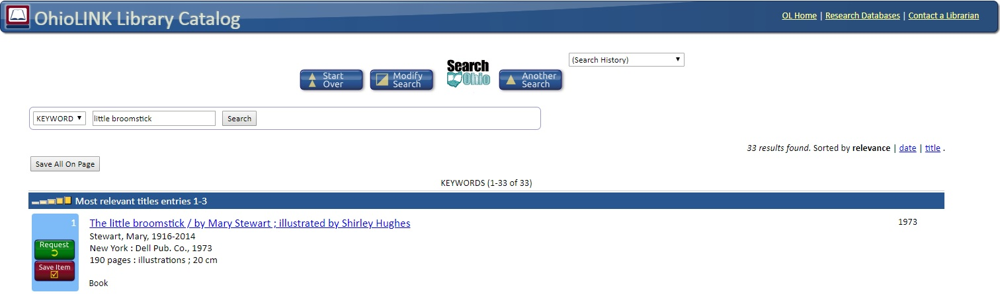 OhioLINK Library Catalog
OL Home | Research Databases | Contact a Librarian
(Search History)
Start Over
Modify Search
Search Ohio
Another Search
KEYWORD little broomstick Search
33 results found. Sorted by relevance | date | title .
Save All On Page
KEYWORDS (1-33 of 33)
Most relevant titles entries 1-3
1 The little broomstick / by Mary Stewart ; illustrated by Shirley Hughes 1973
Stewart, Mary, 1916-2014
Request
New York : Dell Pub. Co., 1973
190 pages : illustrations ; 20 cm
Save Item
Book